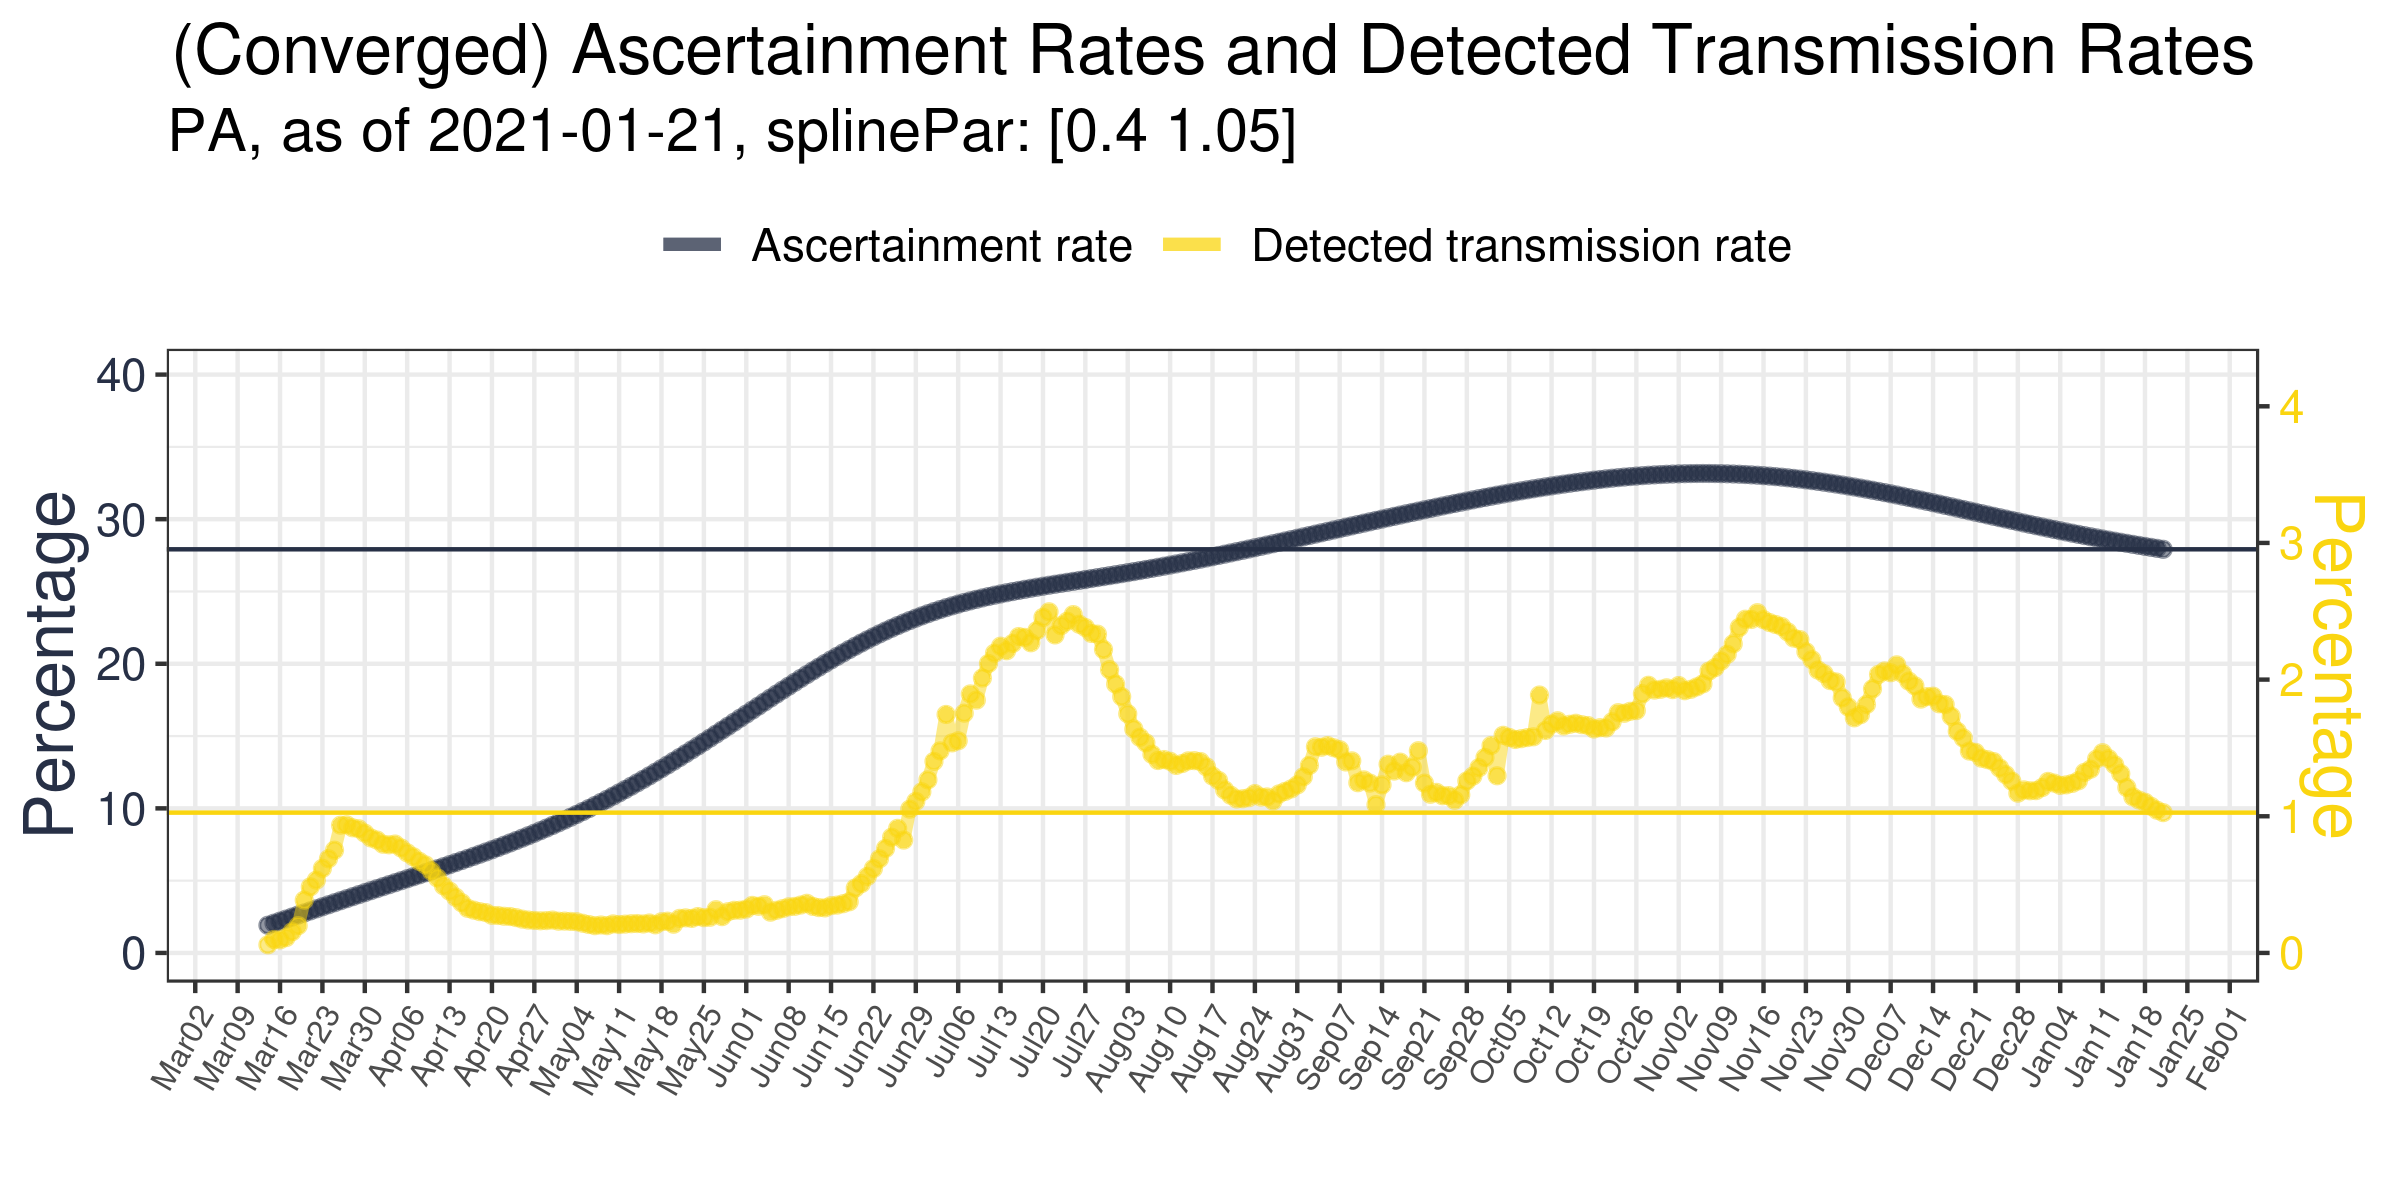 (Converged) Ascertainment Rates and Detected Transmission Rates
PA, as of 2021-01-21, splinePar: [0.4 1.05]
Ascertainment rate Detected transmission rate
Percentage
40
30
20
10
0
4
3
2
1
0
Percentage
Mar02 Mar09 Mar16 Mar23 Mar30 Apr06 Apr13 Apr20 Apr27 May04 May11 May18 May25 Jun01 Jun08 Jun15 Jun22 Jun29 Jul06 Jul13 Jul20 Jul27 Aug03 Aug10 Aug17 Aug24 Aug31 Sep07 Sep14 Sep21 Sep28 Oct05 Oct12 Oct19 Oct26 Nov02 Nov09 Nov16 Nov23 Nov30 Dec07 Dec14 Dec21 Dec28 Jan04 Jan11 Jan18 Jan25 Feb01